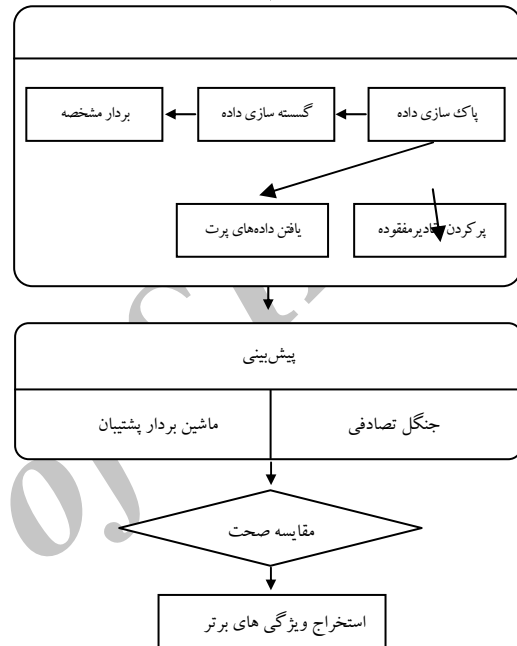 پاک سازی داده
گسسته سازی داده
بردار مشخصه
پرکردن
یافتن داده‌های پرت
پیش‌بینی
جنگل تصادفی
ماشین بردار پشتیبان
مقایسه صحت
استخراج ویژگی های برتر